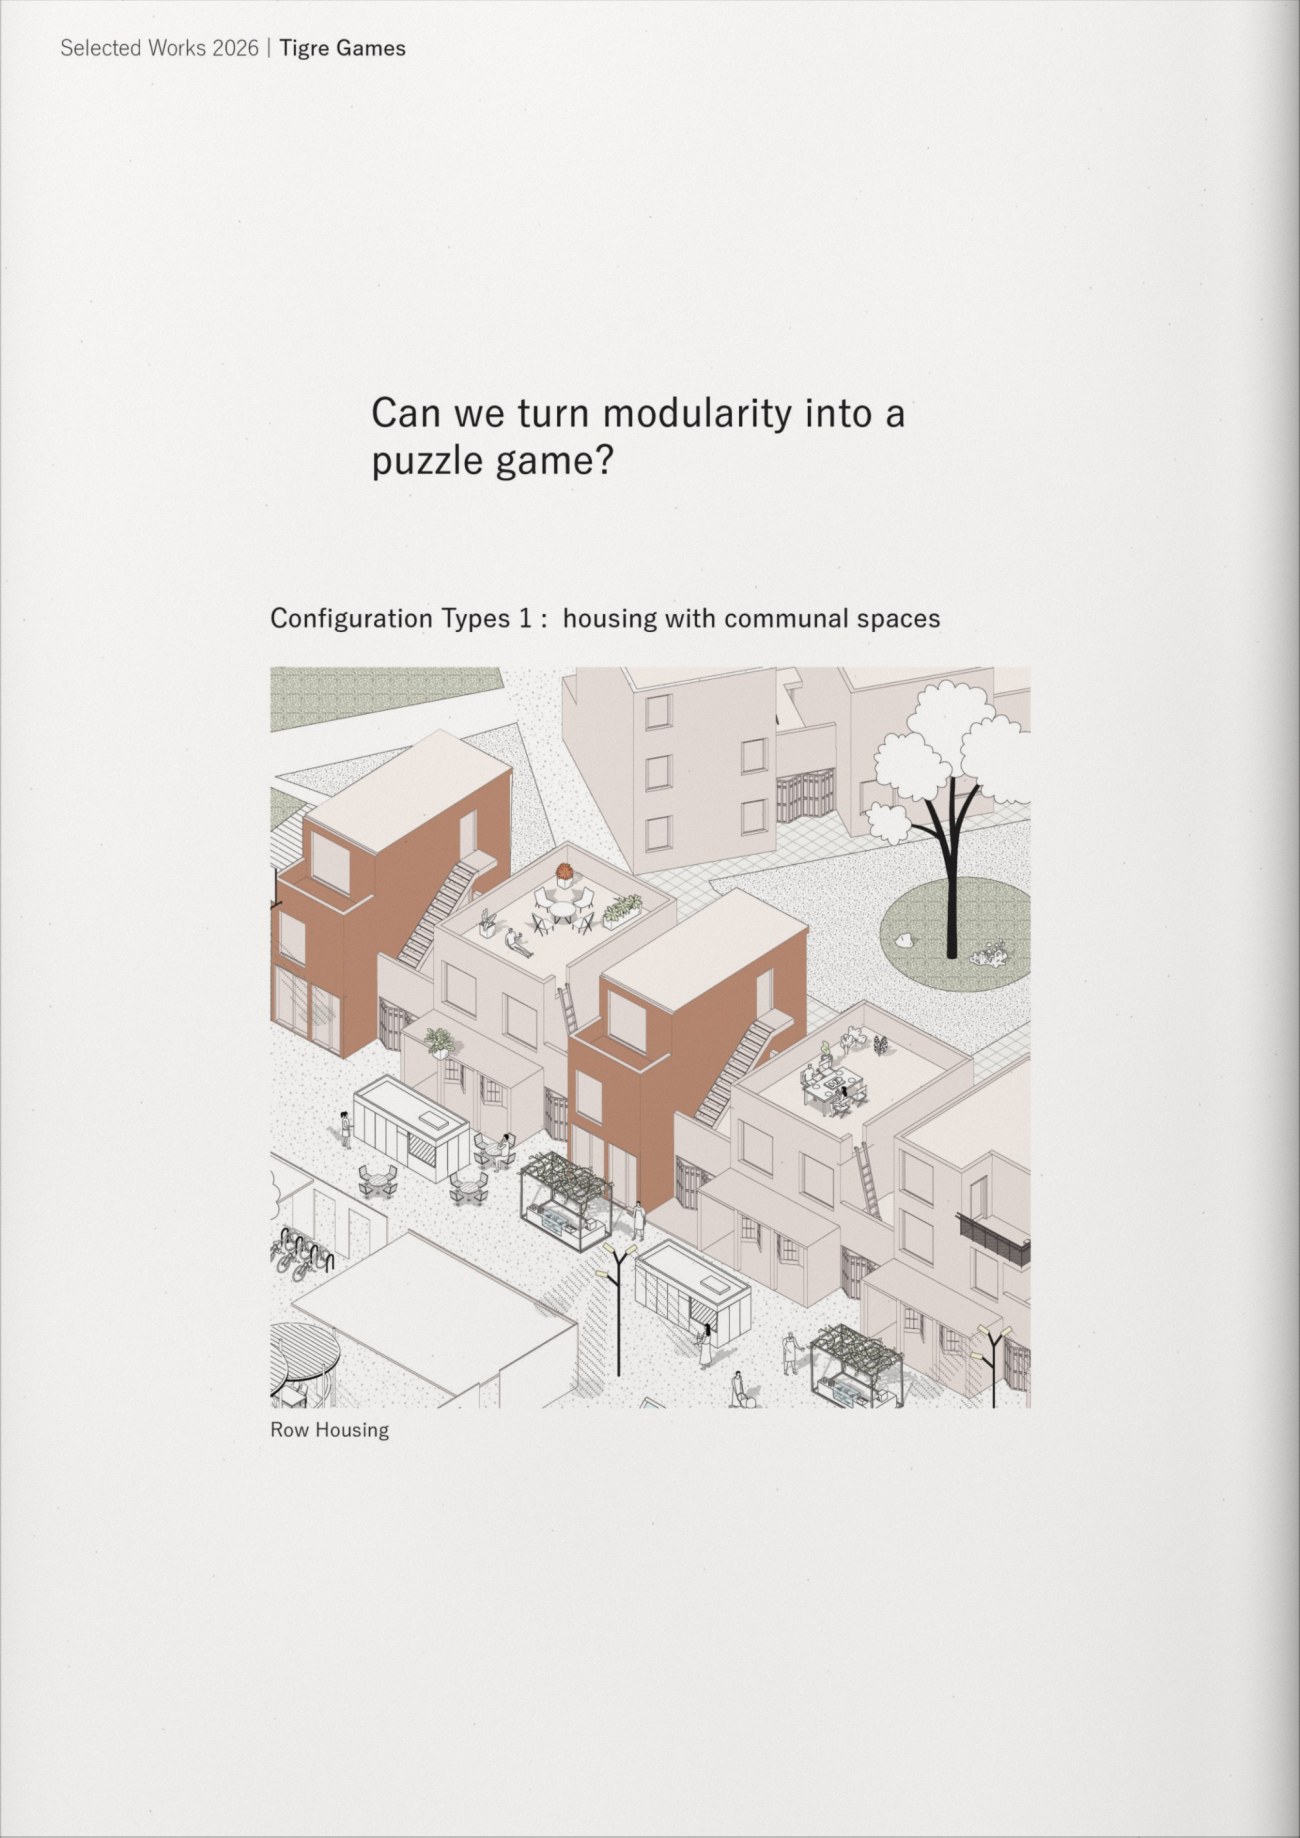 Selected Works 2026 | Tigre Games
Can we turn modularity into a
puzzle game?
Configuration Types 1 : housing with communal spaces
Row Housing